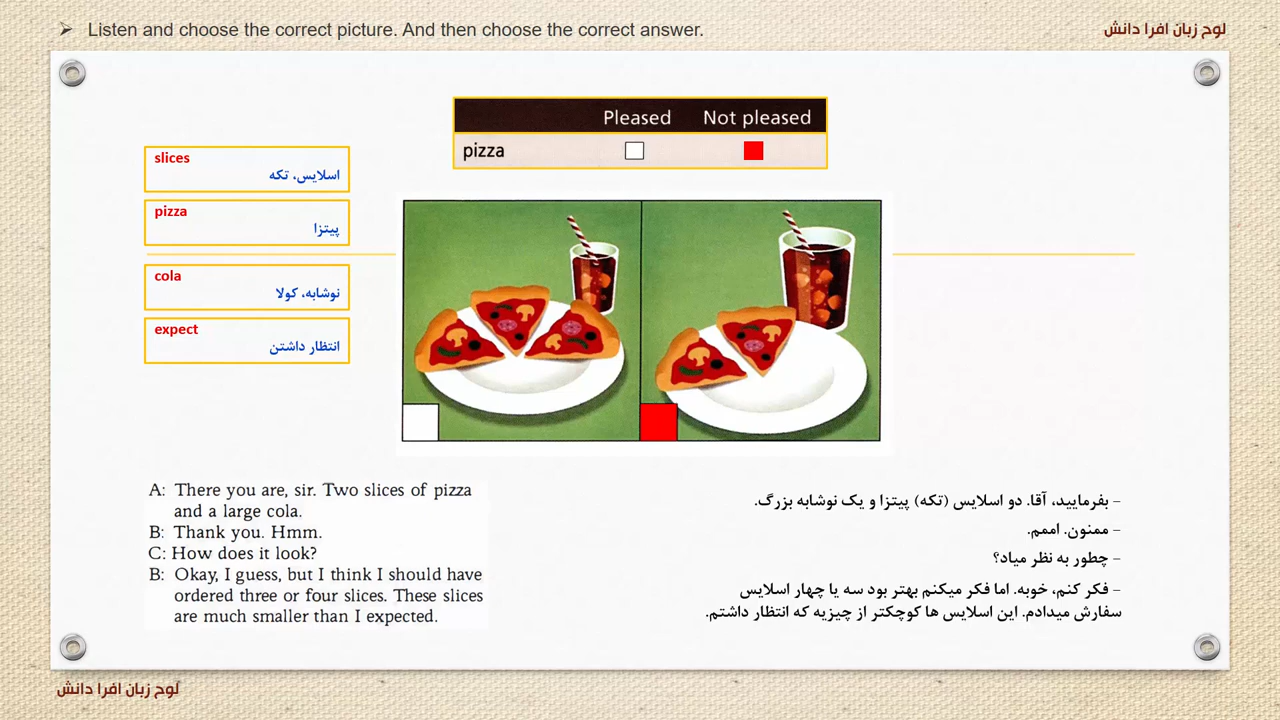 ➢ Listen and choose the correct picture. And then choose the correct answer.
لوح زبان افرا دانش
Pleased Not pleased
pizza
slices
اسلایس، تکه
pizza
پیتزا
cola
نوشابه، کولا
expect
انتظار داشتن
A: There you are, sir. Two slices of pizza
and a large cola.
B: Thank you. Hmm.
C: How does it look?
B: Okay, I guess, but I think I should have
ordered three or four slices. These slices
are much smaller than I expected.
– بفرمایید، آقا. دو اسلایس (تکه) پیتزا و یک نوشابه بزرگ.
– ممنون. اممم.
– چطور به نظر میاد؟
– فکر کنم، خوبه. اما فکر میکنم بهتر بود سه یا چهار اسلایس
سفارش میدادم. این اسلایس ها کوچکتر از چیزیه که انتظار داشتم.
لوح زبان افرا دانش